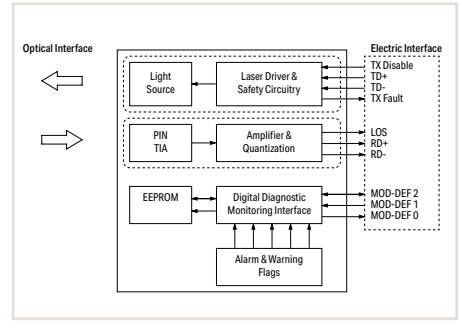 Optical Interface
Electric Interface
Light
Source
Laser Driver &
Safety Circuitry
TX Disable
TD+
TD-
TX Fault
PIN
TIA
Amplifier &
Quantization
LOS
RD+
RD-
EEPROM
Digital Diagnostic
Monitoring Interface
MOD-DEF 2
MOD-DEF 1
MOD-DEF 0
Alarm & Warning
Flags